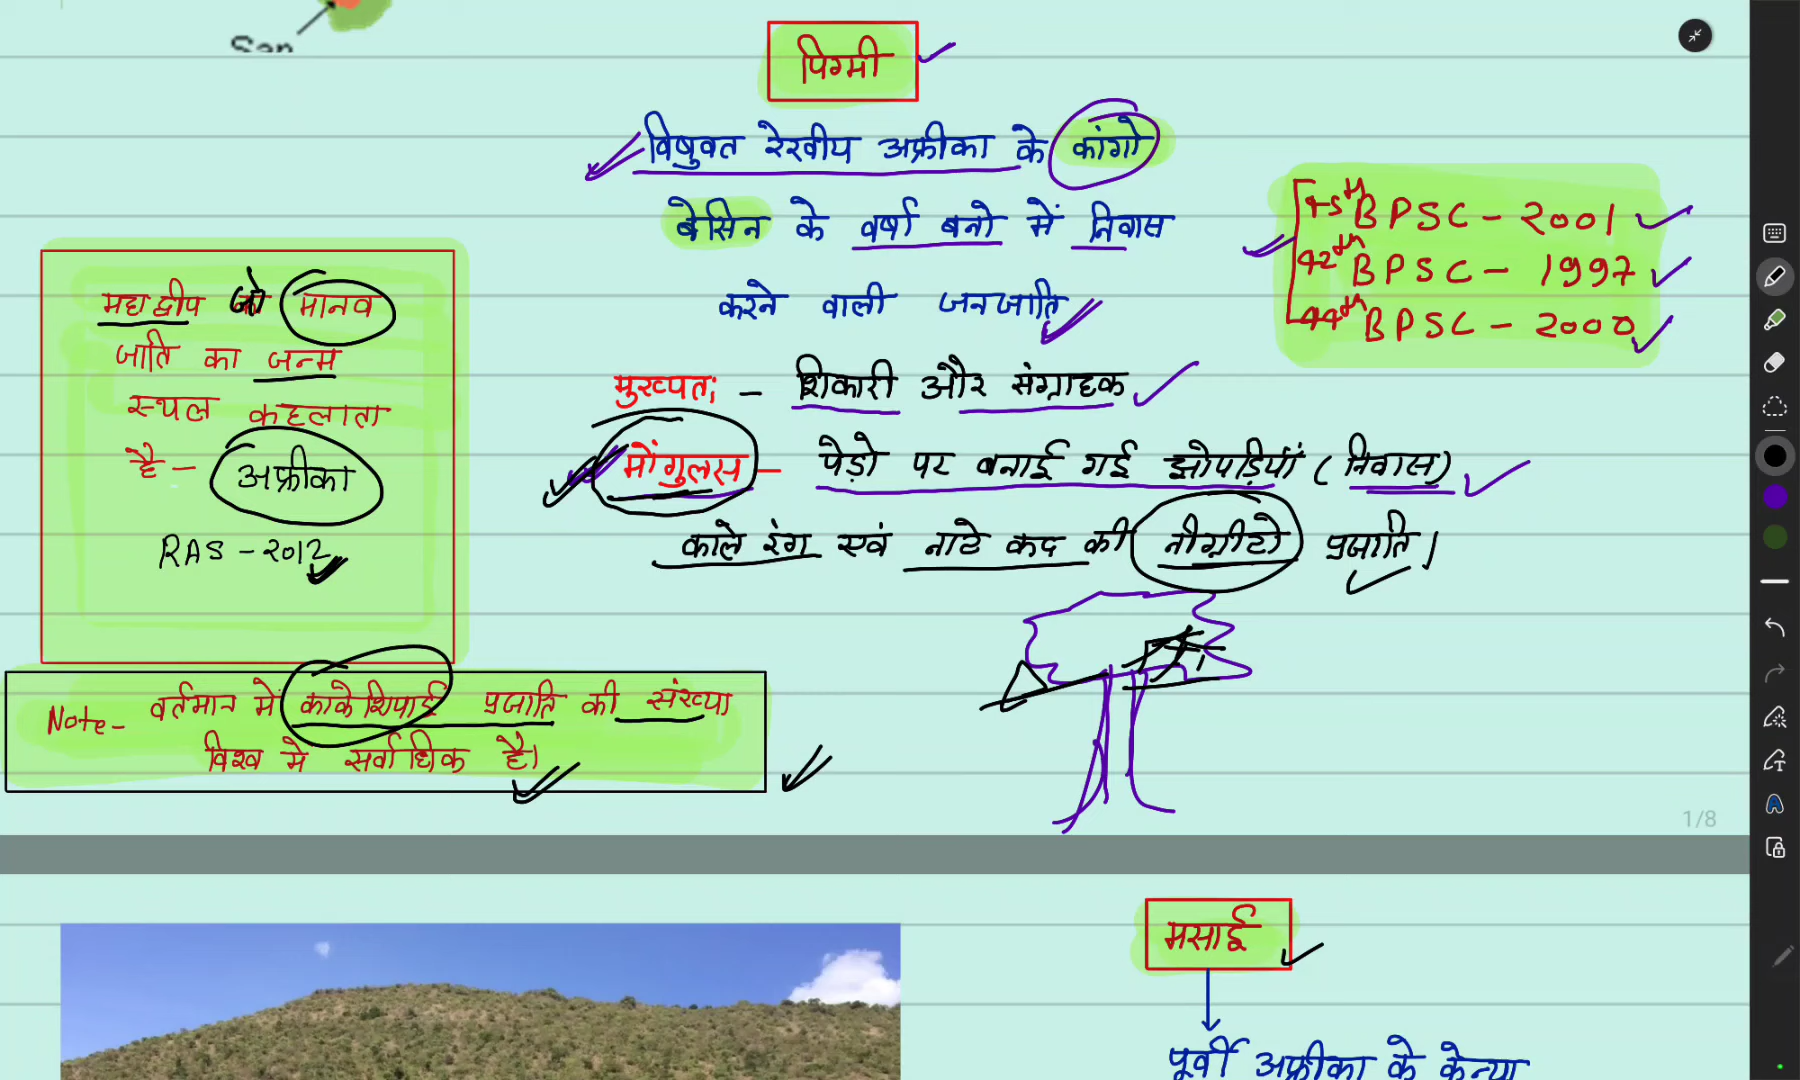 San
पिग्मी
विषुवत रेखीय अफ्रीका के कांगो
बेसिन के वर्षा वनो में निवास
करने वाली जनजाति
मुख्यतः – शिकारी और संग्राहक
मोंगुलस – पेड़ो पर बनाई गई झोपड़ियाँ (निवास)
काले रंग एवं नाटे कद की नीग्रीटो प्रजाति।
45th BPSC – 2001
42th BPSC – 1997
44th BPSC – 2000
महाद्वीप जो मानव
जाति का जन्म
स्थल कहलाता
है – अफ्रीका
RAS – 2012
Note – वर्तमान में काकेशियाई प्रजाति की संख्या
विश्व में सर्वाधिक है।
1/8
मसाई
पूर्वी अफ्रीका के केन्या